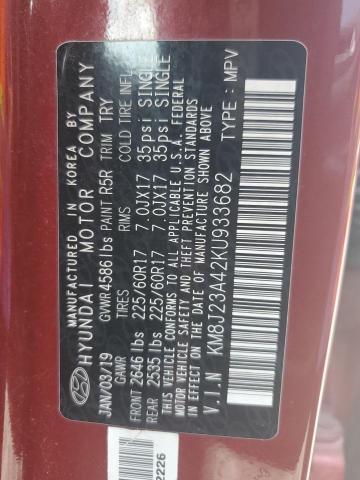 MANUFACTURED IN KOREA BY
HYUNDAI MOTOR COMPANY
JAN/03/19 GVWR 4586 lbs PAINT R5R TRIM TRY
GAWR TIRES RIMS COLD TIRE INFL.
FRONT 2646 lbs 225/60R17 7.0JX17 35psi SINGLE
REAR 2535 lbs 225/60R17 7.0JX17 35psi SINGLE
THIS VEHICLE CONFORMS TO ALL APPLICABLE U.S.A. FEDERAL
MOTOR VEHICLE SAFETY BUMPER, AND THEFT
PREVENTION STANDARDS IN EFFECT ON THE DATE OF
MANUFACTURE SHOWN ABOVE.
V.I.N KM8J23A42KU933682 TYPE: MPV
2226